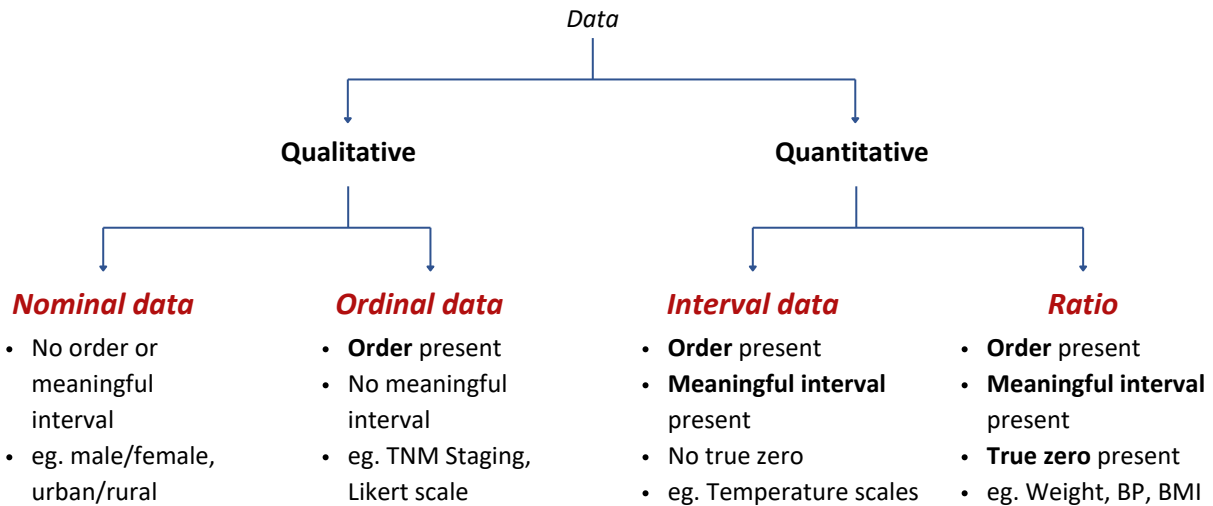 Data
Qualitative
Quantitative
Nominal data
• No order or
meaningful
interval
• eg. male/female,
urban/rural
Ordinal data
• Order present
• No meaningful
interval
• eg. TNM Staging,
Likert scale
Interval data
• Order present
• Meaningful interval
present
• No true zero
• eg. Temperature scales
Ratio
• Order present
• Meaningful interval
present
• True zero present
• eg. Weight, BP, BMI